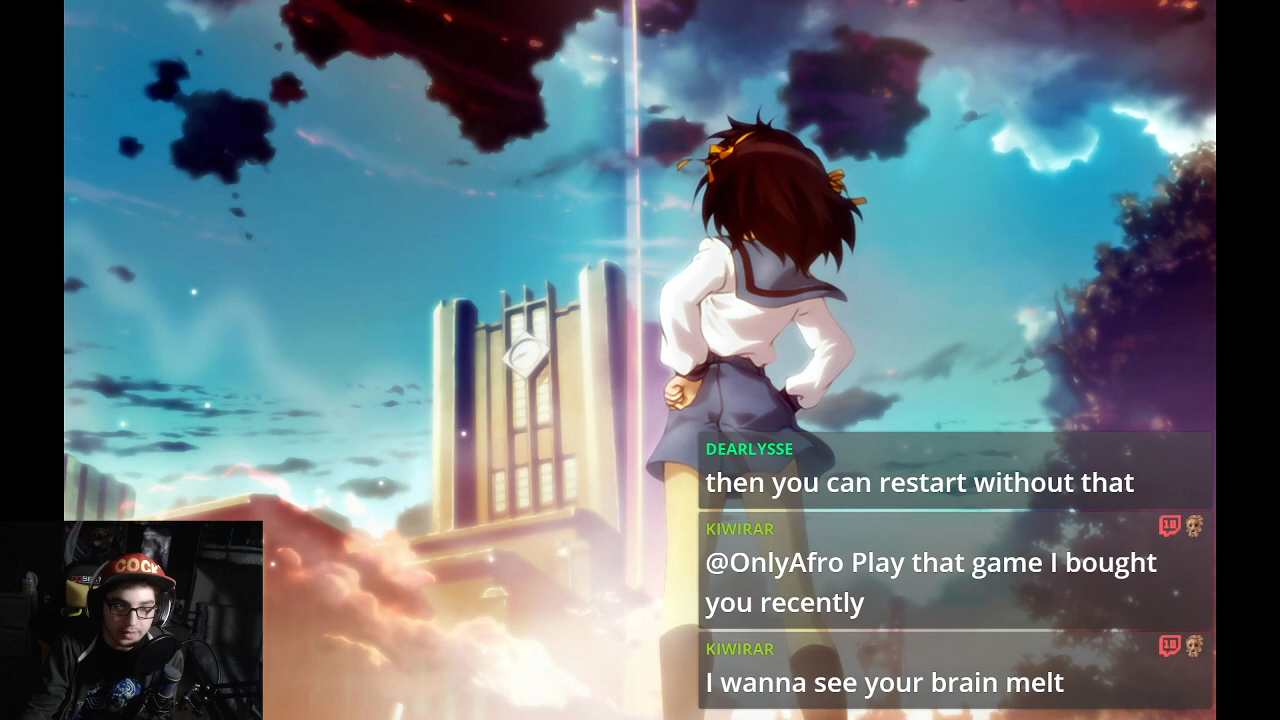 DEARLYSSE
then you can restart without that
KIWIRAR
@OnlyAfro Play that game I bought
you recently
KIWIRAR
I wanna see your brain melt
COCK